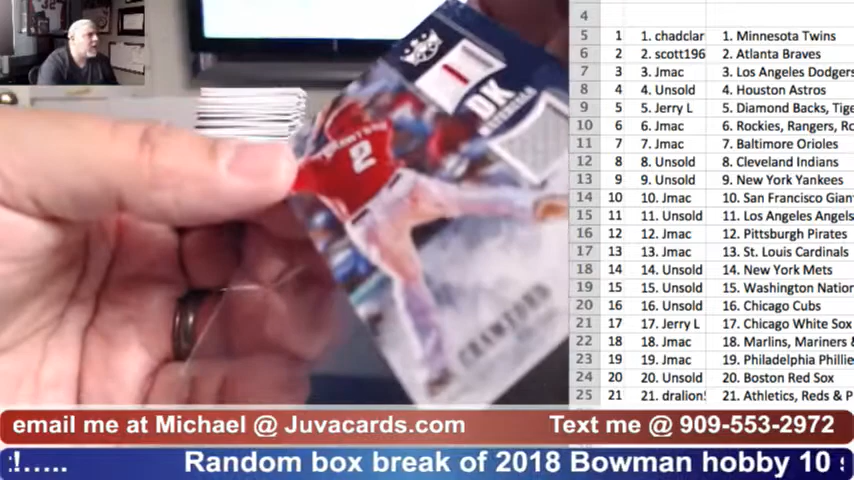 DK
2
CRAWFORD
4
5 1 1. chadclar 1. Minnesota Twins
6 2 2. scott196 2. Atlanta Braves
7 3 3. Jmac 3. Los Angeles Dodgers
8 4 4. Unsold 4. Houston Astros
9 5 5. Jerry L 5. Diamond Backs, Tige
10 6 6. Jmac 6. Rockies, Rangers, Ro
11 7 7. Jmac 7. Baltimore Orioles
12 8 8. Unsold 8. Cleveland Indians
13 9 9. Unsold 9. New York Yankees
14 10 10. Jmac 10. San Francisco Gian
15 11 11. Unsold 11. Los Angeles Angels
16 12 12. Jmac 12. Pittsburgh Pirates
17 13 13. Jmac 13. St. Louis Cardinals
18 14 14. Unsold 14. New York Mets
19 15 15. Unsold 15. Washington Nation
20 16 16. Unsold 16. Chicago Cubs
21 17 17. Jerry L 17. Chicago White Sox
22 18 18. Jmac 18. Marlins, Mariners &
23 19 19. Jmac 19. Philadelphia Phillie
24 20 20. Unsold 20. Boston Red Sox
25 21 21. dralion! 21. Athletics, Reds & P
email me at Michael @ Juvacards.com Text me @ 909-553-2972
!..... Random box break of 2018 Bowman hobby 10